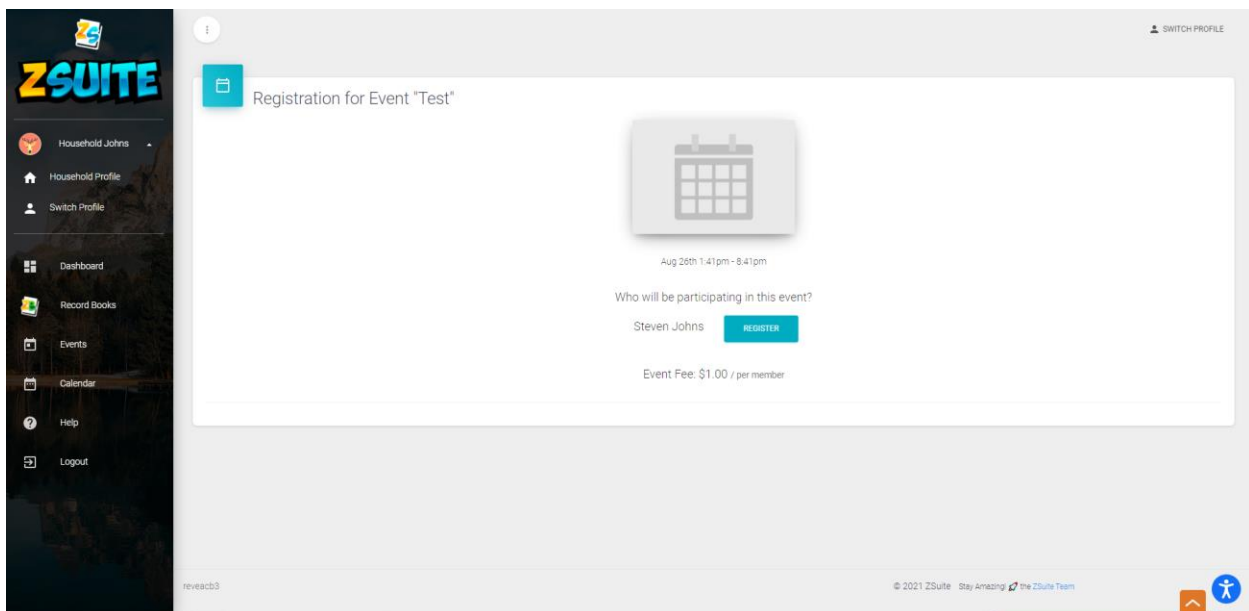 ZSUITE
Household Johns
Household Profile
Switch Profile
Dashboard
Record Books
Events
Calendar
Help
Logout
SWITCH PROFILE
Registration for Event "Test"
Aug 26th 1:41pm - 8:41pm
Who will be participating in this event?
Steven Johns REGISTER
Event Fee: $1.00 / per member
reveacb3
© 2021 ZSuite Stay Amazing! the ZSuite Team